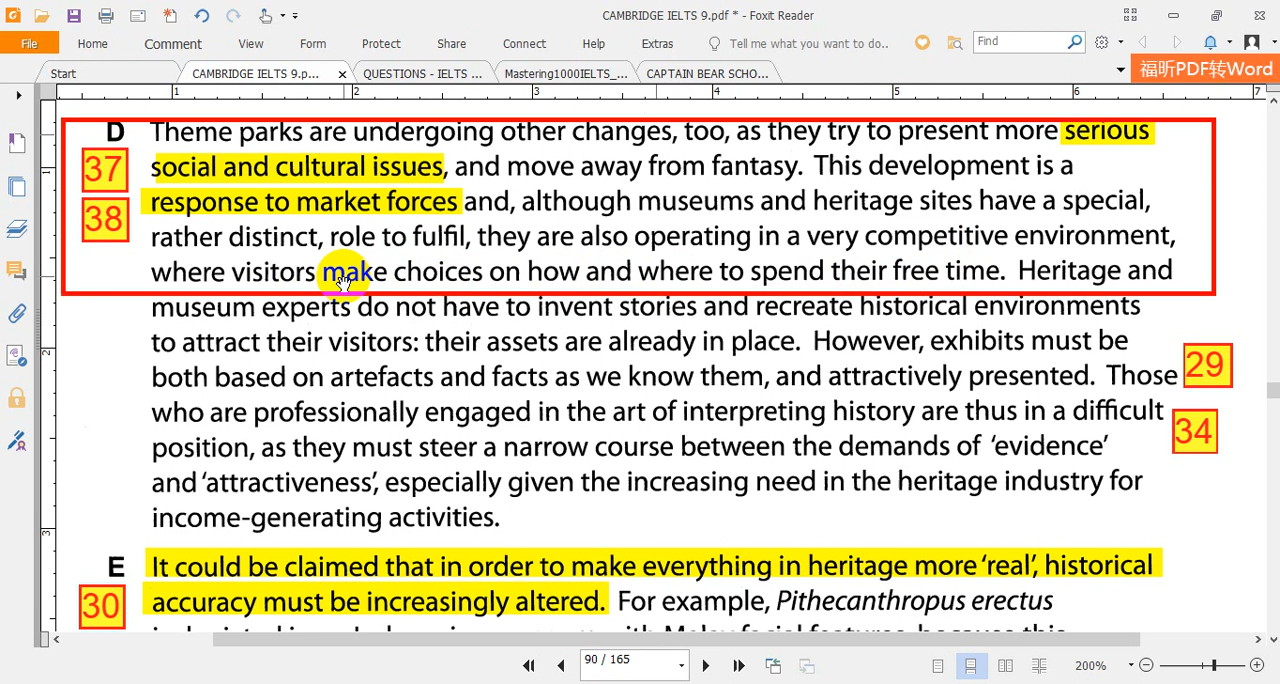 CAMBRIDGE IELTS 9.pdf * - Foxit Reader
File Home Comment View Form Protect Share Connect Help Extras Tell me what you want to do.. Find
Start CAMBRIDGE IELTS 9.p... QUESTION5 - IELTS ... Mastering1000IELTS_... CAPTAIN BEAR SCHO... 福昕PDF转Word
1 2 3 4 5 6 7
D Theme parks are undergoing other changes, too, as they try to present more serious
37 social and cultural issues, and move away from fantasy. This development is a
38 response to market forces and, although museums and heritage sites have a special,
rather distinct, role to fulfil, they are also operating in a very competitive environment,
where visitors make choices on how and where to spend their free time. Heritage and
museum experts do not have to invent stories and recreate historical environments
to attract their visitors: their assets are already in place. However, exhibits must be
both based on artefacts and facts as we know them, and attractively presented. Those 29
who are professionally engaged in the art of interpreting history are thus in a difficult 34
position, as they must steer a narrow course between the demands of ‘evidence’
and ‘attractiveness’, especially given the increasing need in the heritage industry for
income-generating activities.
E It could be claimed that in order to make everything in heritage more ‘real’, historical
30 accuracy must be increasingly altered. For example, Pithecanthropus erectus
90 / 165 200%